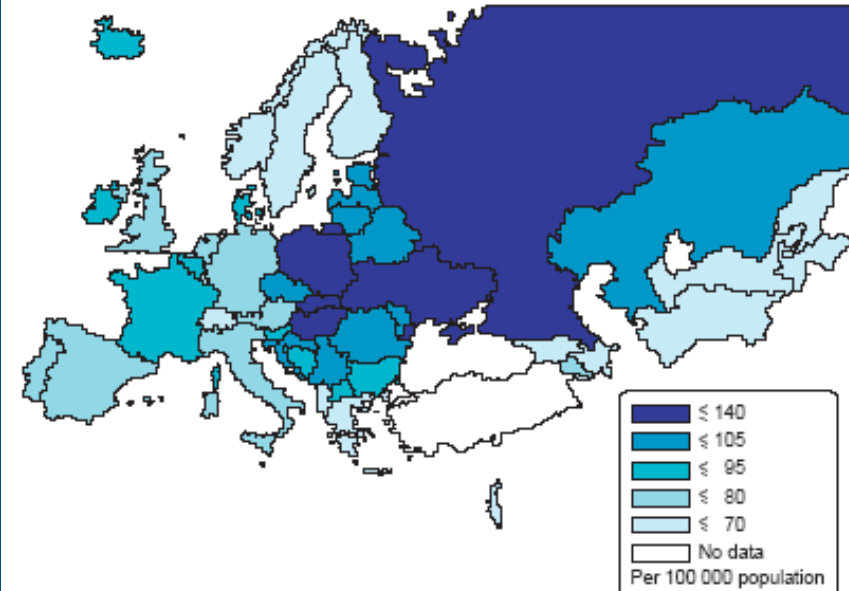 ≤ 140
≤ 105
≤ 95
≤ 80
≤ 70
No data
Per 100 000 population